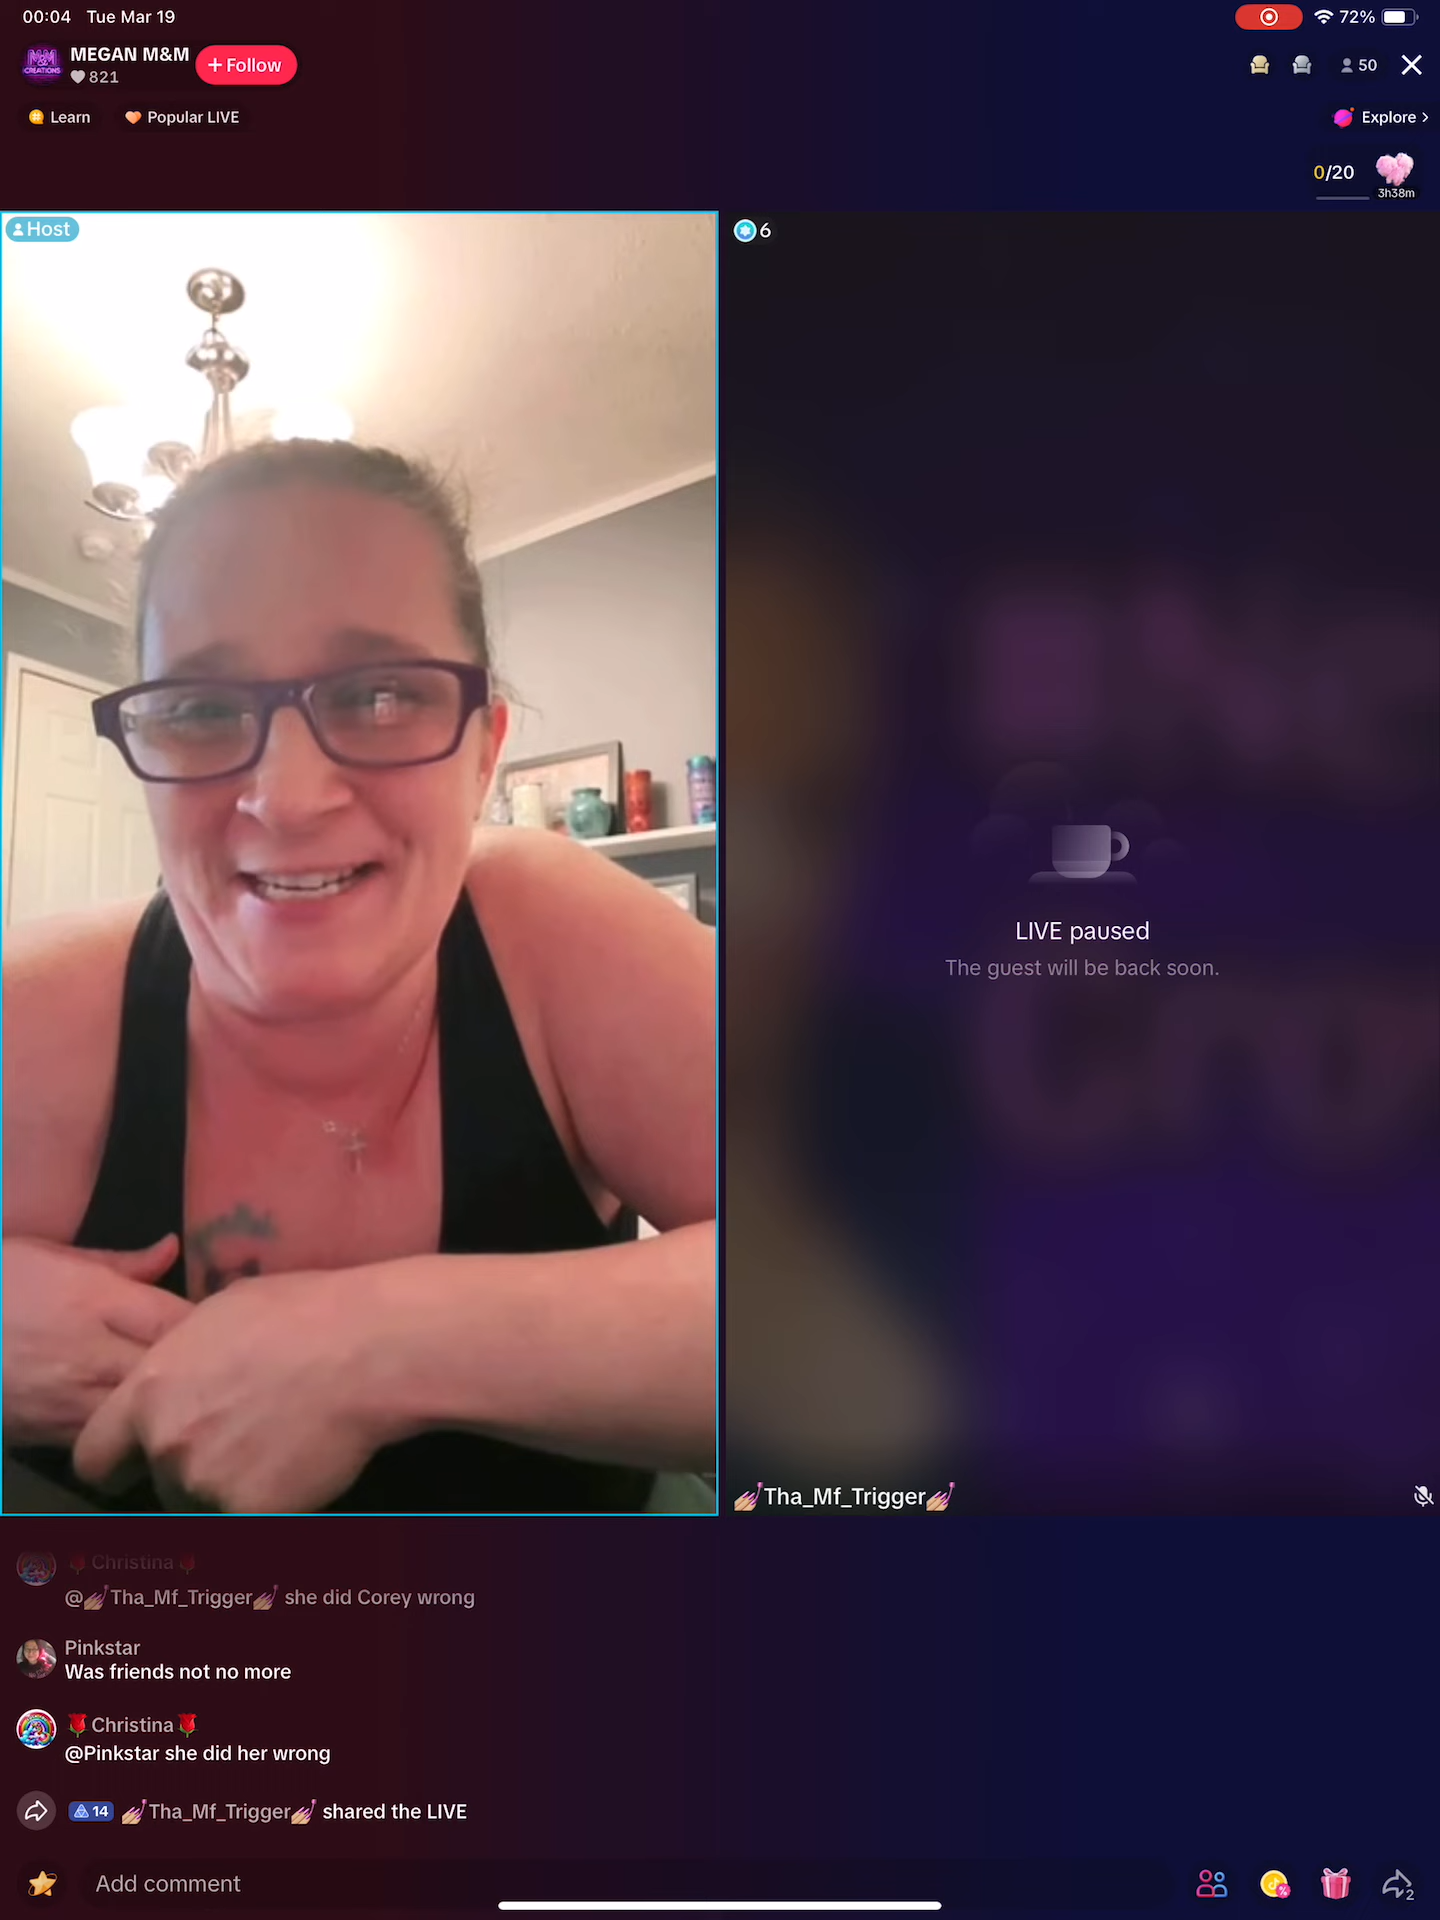 00:04 Tue Mar 19
72%
MEGAN M&M
821
+ Follow
50
Learn
Popular LIVE
Explore >
0/20
3h38m
Host
6
LIVE paused
The guest will be back soon.
💅Tha_Mf_Trigger💅
🌹Christina🌹
@💅Tha_Mf_Trigger💅 she did Corey wrong
Pinkstar
Was friends not no more
🌹Christina🌹
@Pinkstar she did her wrong
14 💅Tha_Mf_Trigger💅 shared the LIVE
Add comment
2